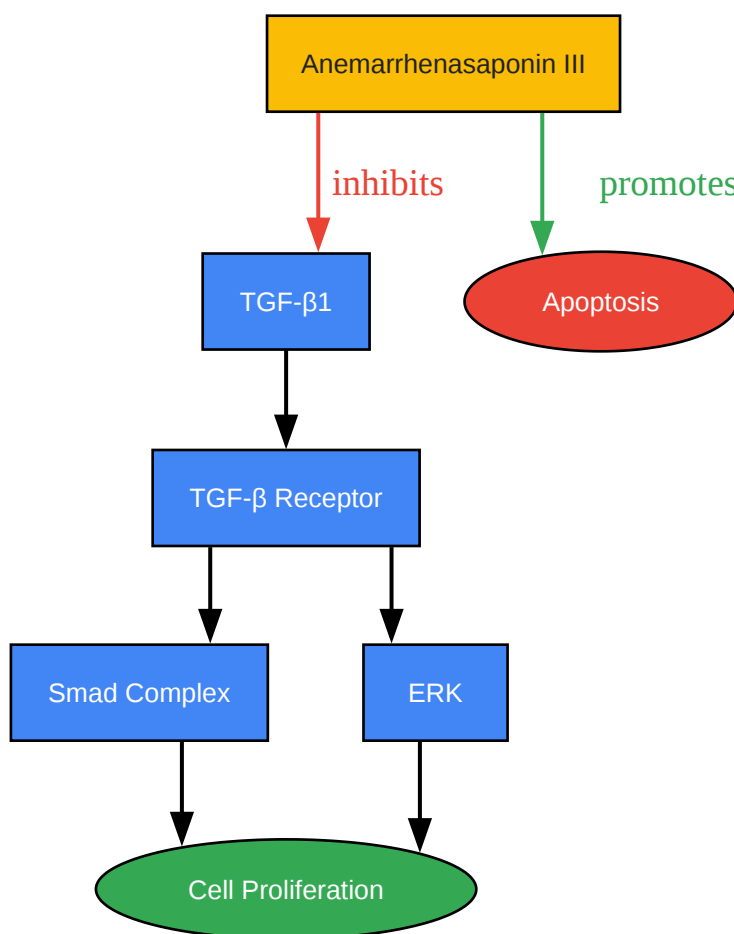 Anemarrhenasaponin III
inhibits
promotes
TGF-β1
Apoptosis
TGF-β Receptor
Smad Complex
ERK
Cell Proliferation